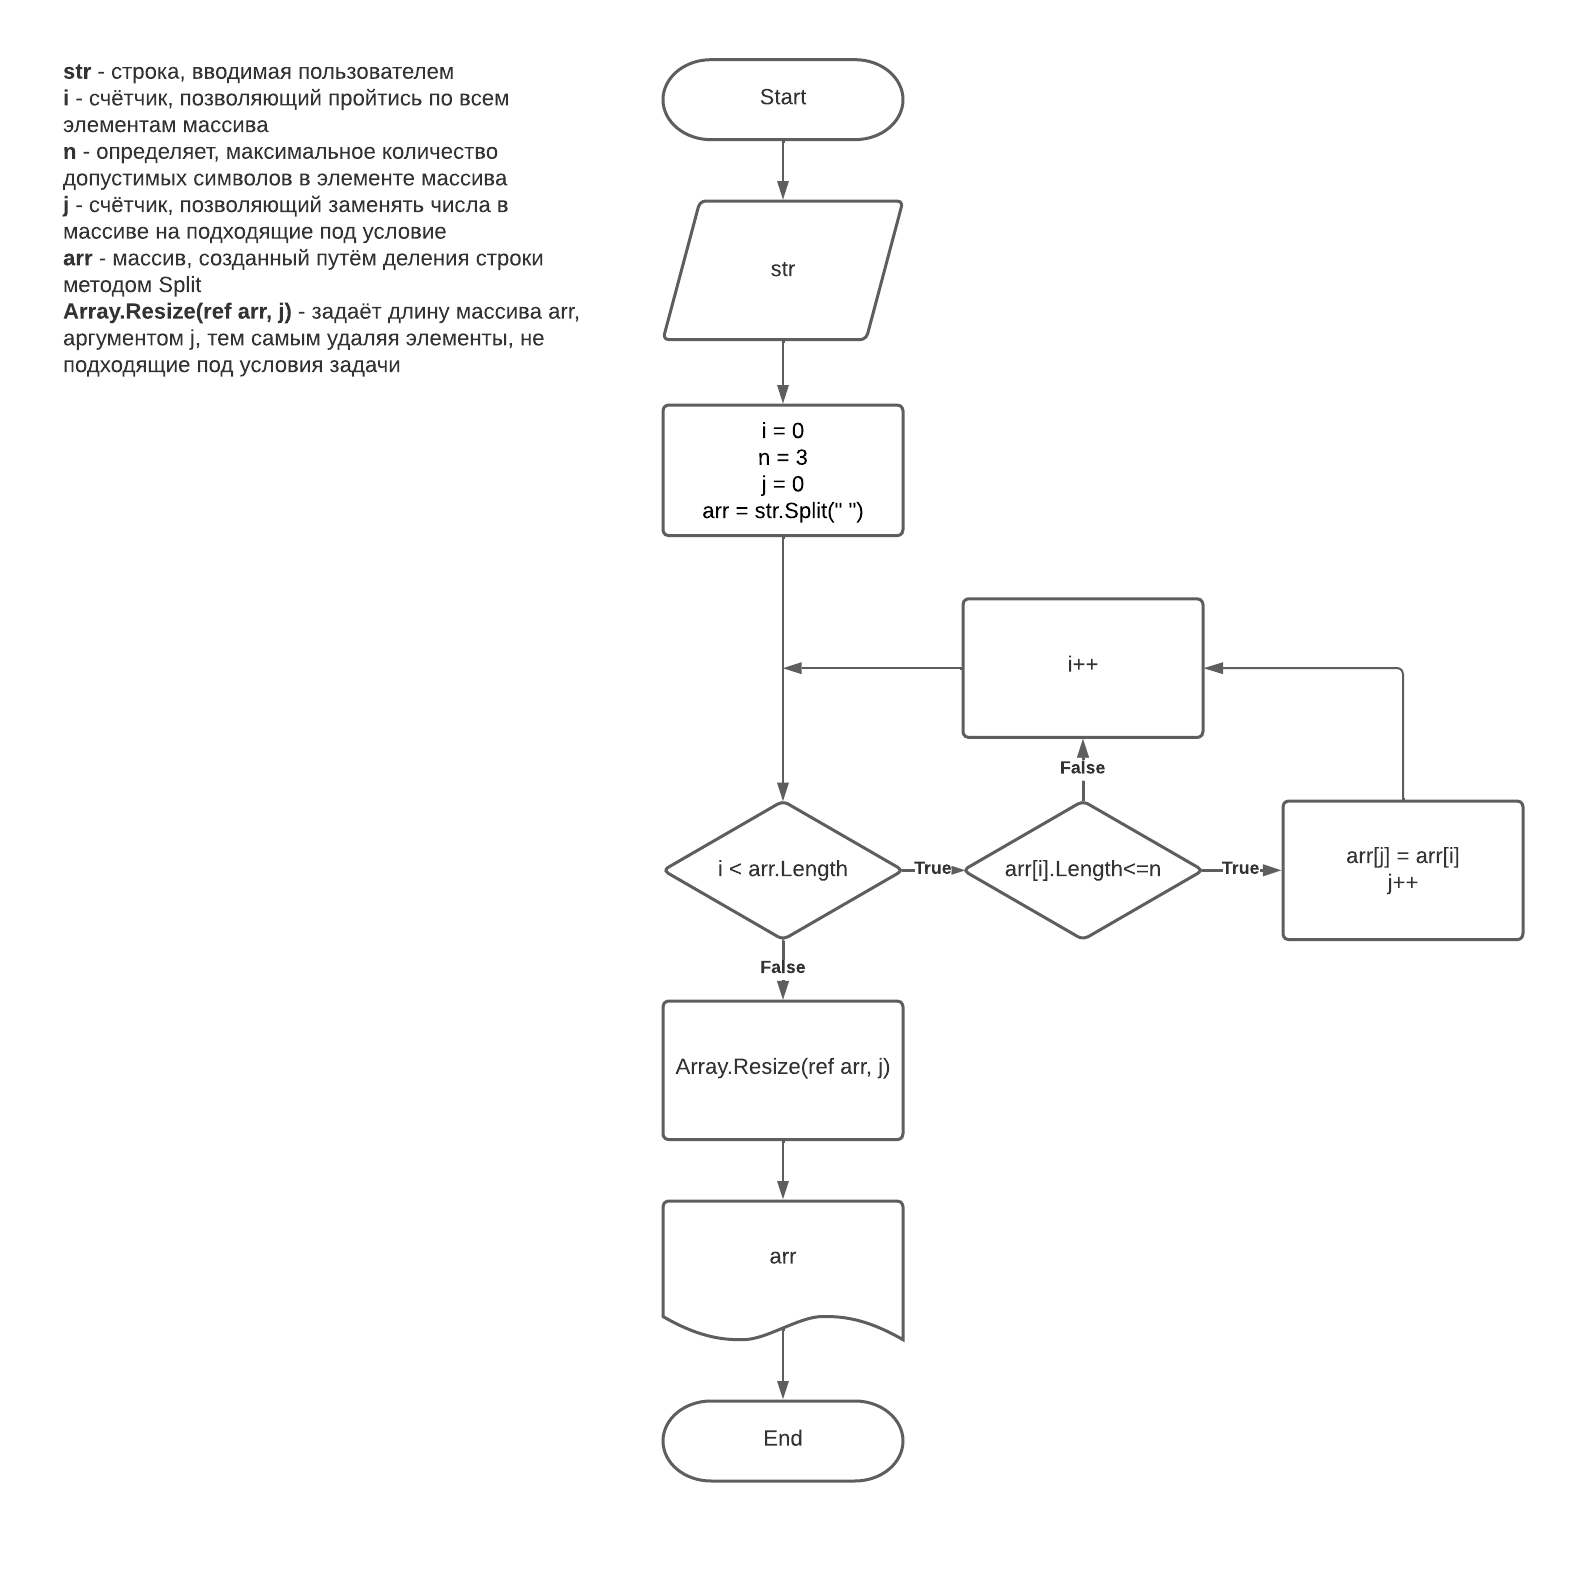 str - строка, вводимая пользователем
i - счётчик, позволяющий пройтись по всем
элементам массива
n - определяет, максимальное количество
допустимых символов в элементе массива
j - счётчик, позволяющий заменять числа в
массиве на подходящие под условие
arr - массив, созданный путём деления строки
методом Split
Array.Resize(ref arr, j) - задаёт длину массива arr,
аргументом j, тем самым удаляя элементы, не
подходящие под условия задачи
Start
str
i = 0
n = 3
j = 0
arr = str.Split(" ")
i++
False
i < arr.Length
True
arr[i].Length<=n
True
arr[j] = arr[i]
j++
False
Array.Resize(ref arr, j)
arr
End